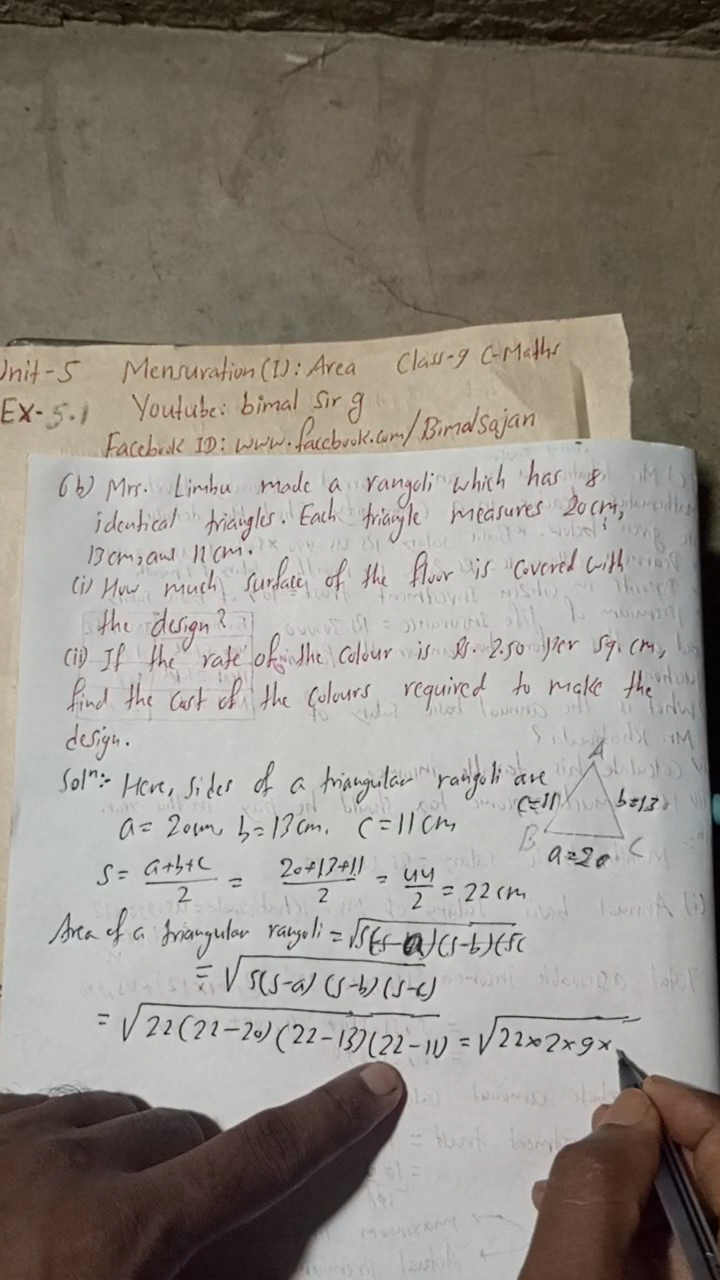 Unit-5 Mensuration(I): Area Class-9 C-Maths
EX-5.1 Youtube: bimal sir g
Facebook ID: www.facebook.com/BimalSajan
6b) Mrs. Limbu made a rangoli which has 8
identical triangles. Each triangle measures 20cm,
13cm, and 11cm.
(i) How much surface of the floor is covered with
the design?
(ii) If the rate of the colour is Rs. 2.50 per sq. cm,
find the cost of the colours required to make the
design.
Solⁿ:- Here, sides of a triangular rangoli are
a = 20cm, b = 13cm. c = 11cm
A
c=11 b=13
B C
a=20
S = a+b+c/2 = 20+13+11/2 = 44/2 = 22cm
Area of a triangular rangoli = √s(s-a)(s-b)(sc
= √s(s-a)(s-b)(s-c)
= √22(22-20)(22-13)(22-11) = √22×2×9×